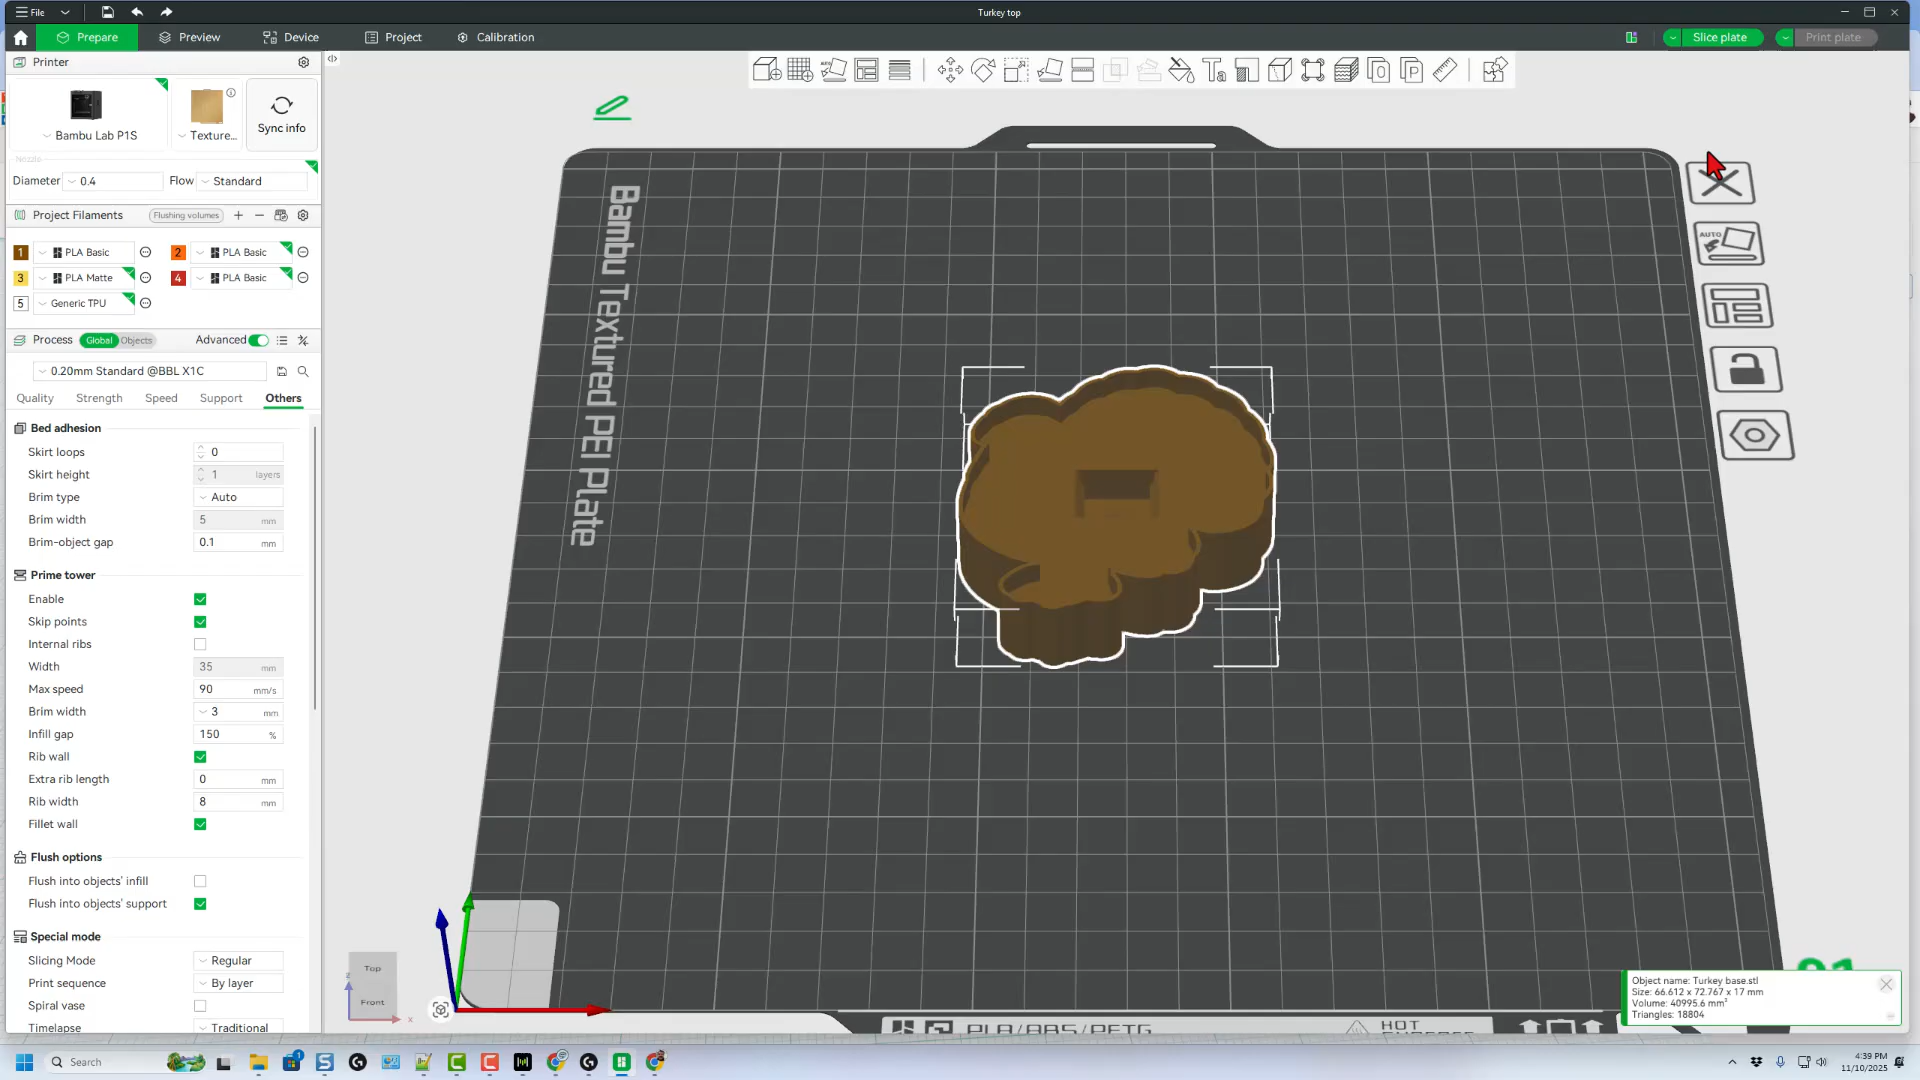 File
Turkey top
Prepare
Preview
Device
Project
Calibration
Slice plate
Print plate
Printer
Bambu Lab P1S
Texture...
Sync info
Nozzle
Diameter
0.4
Flow
Standard
Project Filaments
Flushing volumes
1 PLA Basic
2 PLA Basic
3 PLA Matte
4 PLA Basic
5 Generic TPU
Process
Global
Objects
Advanced
0.20mm Standard @BBL X1C
Quality
Strength
Speed
Support
Others
Bed adhesion
Skirt loops 0
Skirt height 1 layers
Brim type Auto
Brim width 5 mm
Brim-object gap 0.1 mm
Prime tower
Enable
Skip points
Internal ribs
Width 35 mm
Max speed 90 mm/s
Brim width 3 mm
Infill gap 150 %
Rib wall
Extra rib length 0 mm
Rib width 8 mm
Fillet wall
Flush options
Flush into objects' infill
Flush into objects' support
Special mode
Slicing Mode Regular
Print sequence By layer
Spiral vase
Timelapse Traditional
Bambu Textured PEI Plate
AUTO
Top
Front
z
x
PLA/ABS/PETG
HOT
01
Object name: Turkey base.stl
Size: 66.612 x 72.767 x 17 mm
Volume: 40995.6 mm³
Triangles: 18804
Search
4:39 PM
11/10/2025